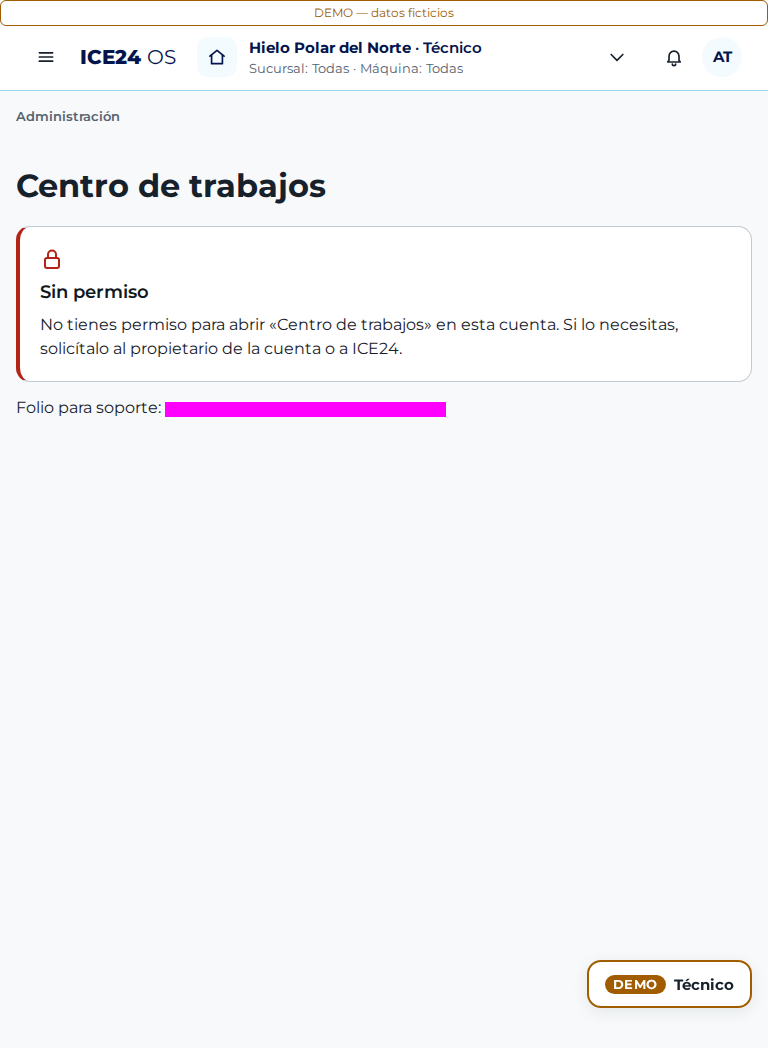 DEMO — datos ficticios
ICE24 OS
Hielo Polar del Norte · Técnico
Sucursal: Todas · Máquina: Todas
AT
Administración
Centro de trabajos
Sin permiso
No tienes permiso para abrir «Centro de trabajos» en esta cuenta. Si lo necesitas,
solicítalo al propietario de la cuenta o a ICE24.
Folio para soporte:
DEMO Técnico